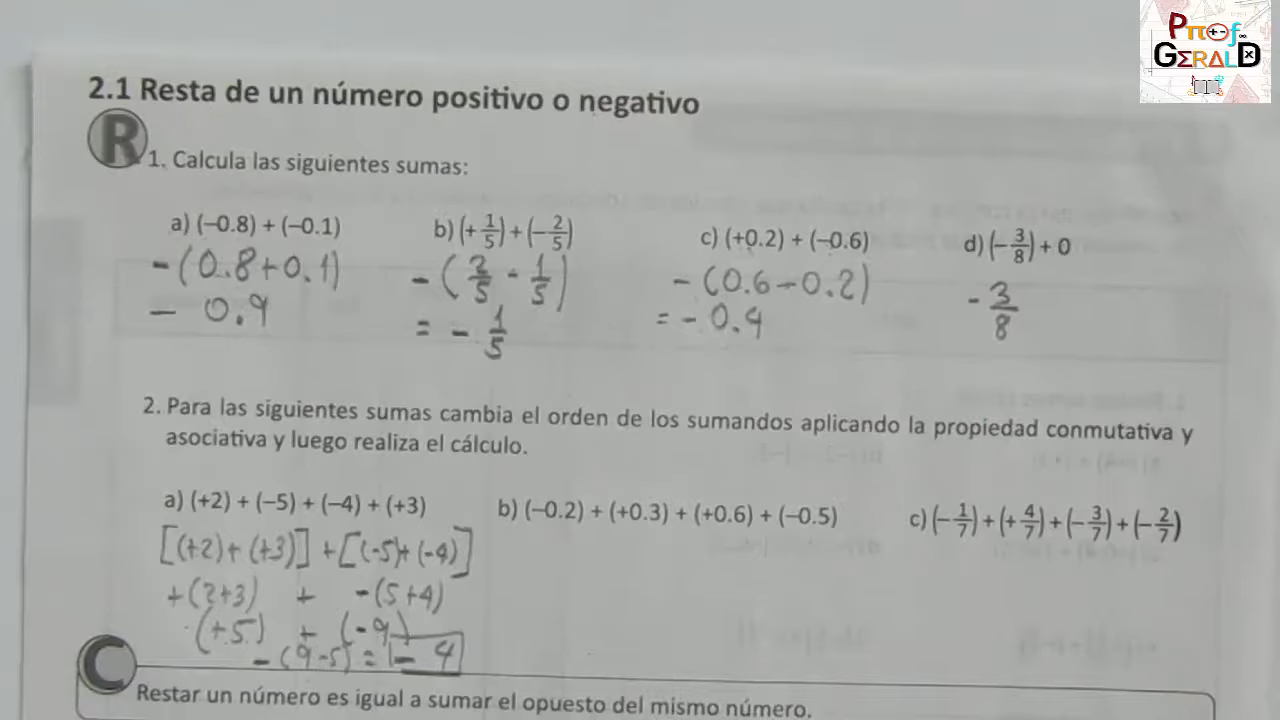 Prof.
GERALD
2.1 Resta de un número positivo o negativo
R
1. Calcula las siguientes sumas:
a) (−0.8) + (−0.1)
b) (+ 1/5) + (− 2/5)
c) (+0.2) + (−0.6)
d) (− 3/8) + 0
-(0.8+0.1)
- 0.9
- (2/5 - 1/5)
= - 1/5
- (0.6-0.2)
= - 0.4
- 3/8
2. Para las siguientes sumas cambia el orden de los sumandos aplicando la propiedad conmutativa y
asociativa y luego realiza el cálculo.
a) (+2) + (−5) + (−4) + (+3)
b) (−0.2) + (+0.3) + (+0.6) + (−0.5)
c) (− 1/7) + (+ 4/7) + (− 3/7) + (− 2/7)
[(+2)+(+3)] +[(-5)+(-4)]
+(2+3) + -(5+4)
(+5) + (-9)
-(9-5) = - 4
C
Restar un número es igual a sumar el opuesto del mismo número.